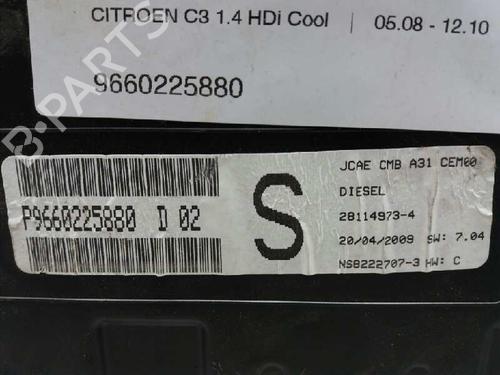 CITROEN C3 1.4 HDi Cool | 05.08 - 12.10
9660225880
P9660225880 D 02
S
JCAE CMB A31 CEM00
DIESEL
28114973-4
20/04/2009 SW: 7.04
NS8222707-3 HW: C
B-PARTS